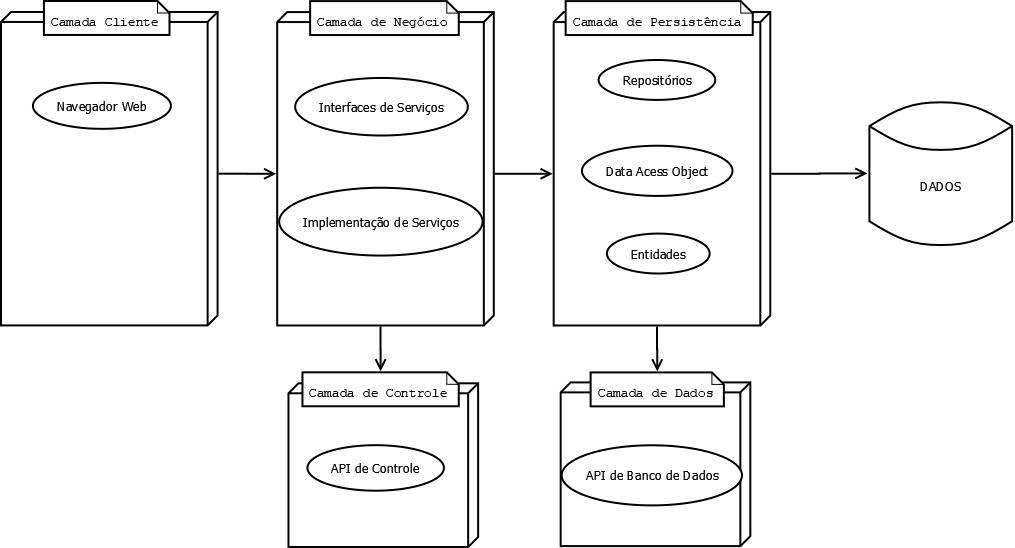 Camada Cliente
Camada de Negócio
Camada de Persistência
Navegador Web
Interfaces de Serviços
Implementação de Serviços
Repositórios
Data Acess Object
Entidades
DADOS
Camada de Controle
Camada de Dados
API de Controle
API de Banco de Dados